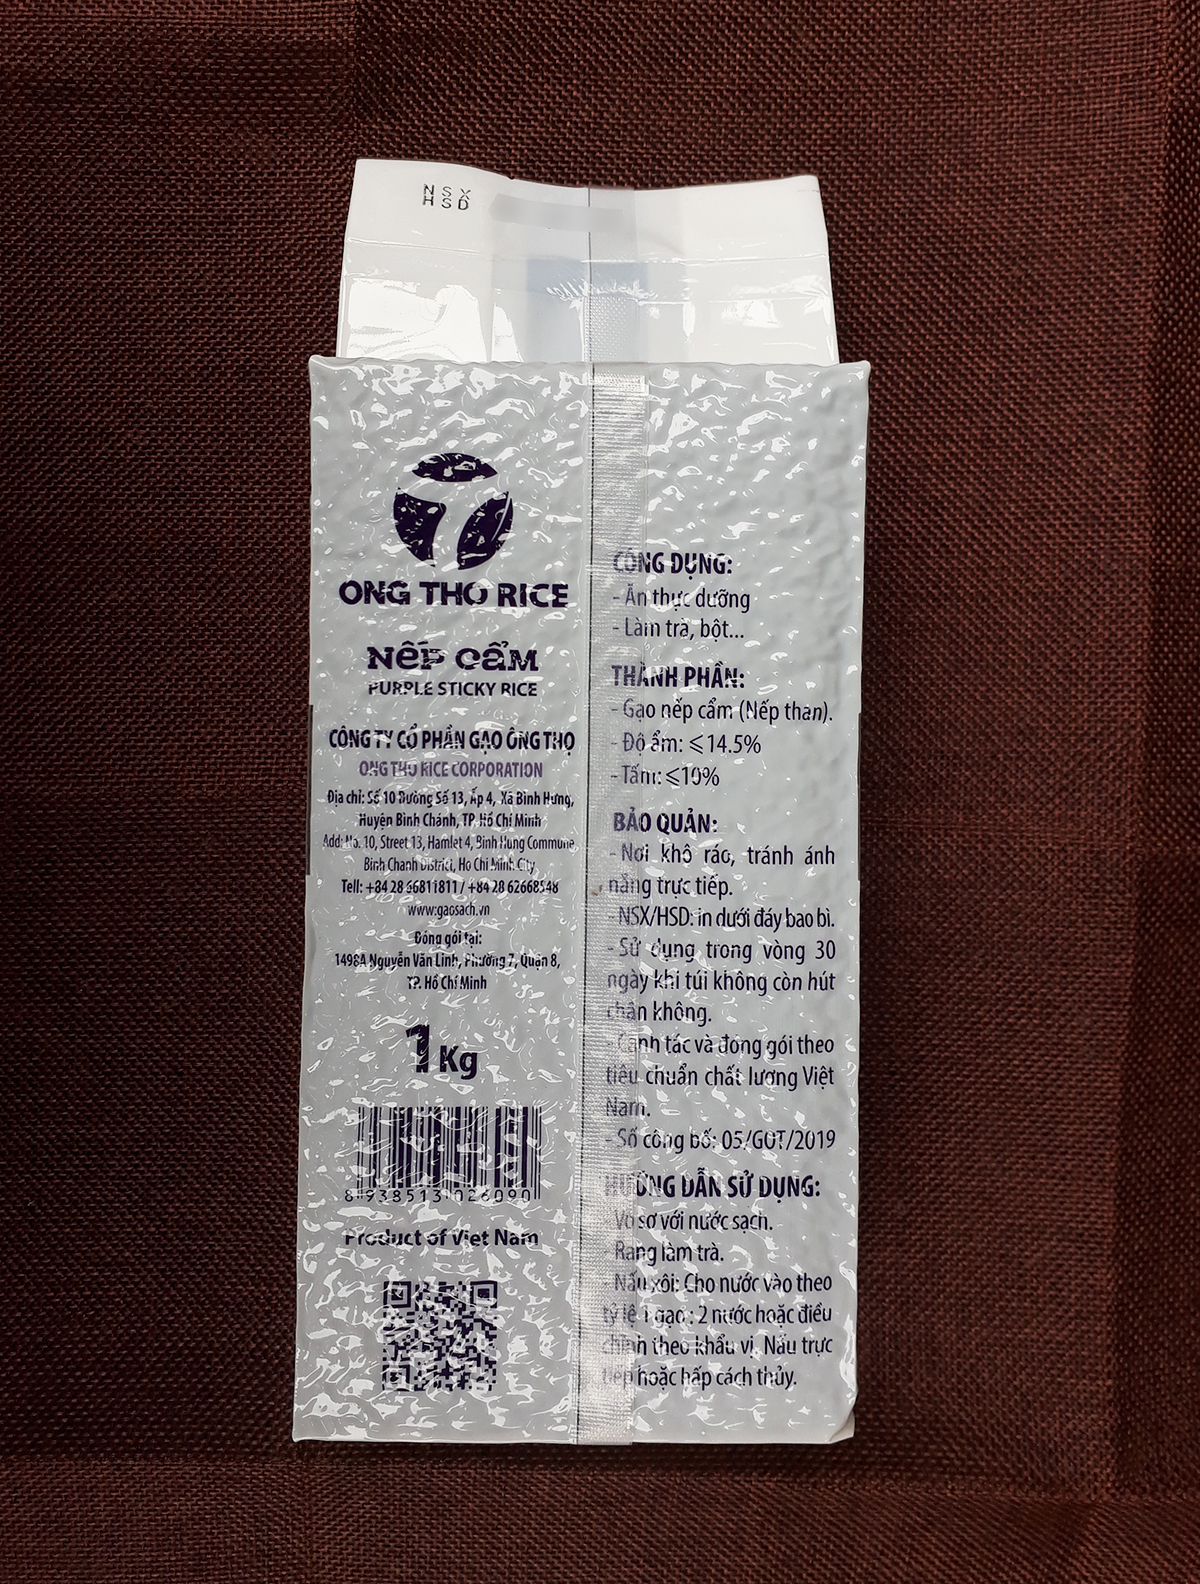 NSX
HSD
ONG THO RICE
NẾP CẨM
PURPLE STICKY RICE
CÔNG TY CỔ PHẦN GẠO ÔNG THỌ
ONG THO RICE CORPORATION
Địa chỉ: Số 10 Đường Số 13, Ấp 4, Xã Bình Hưng,
Huyện Bình Chánh, TP. Hồ Chí Minh
Add: No. 10, Street 13, Hamlet 4, Binh Hung Commune
Binh Chanh District, Ho Chi Minh City
Tell: +84 28 36811811 / +84 28 62668548
www.gaosach.vn
Đóng gói tại:
1498A Nguyễn Văn Linh, Phường 7, Quận 8,
TP. Hồ Chí Minh
1 Kg
8 938513 026090
Product of Viet Nam
CÔNG DỤNG:
- Ăn thực dưỡng
- Làm trà, bột...
THÀNH PHẦN:
- Gạo nếp cẩm (Nếp than).
- Độ ẩm: ⩽14.5%
- Tấm: ⩽10%
BẢO QUẢN:
- Nơi khô ráo, tránh ánh
nắng trực tiếp.
- NSX/HSD: in dưới đáy bao bì.
- Sử dụng trong vòng 30
ngày khi túi không còn hút
chân không.
- Canh tác và đóng gói theo
tiêu chuẩn chất lượng Việt
Nam.
- Số công bố: 05/GOT/2019
HƯỚNG DẪN SỬ DỤNG:
- Vo sơ với nước sạch.
- Rang làm trà.
- Nấu xôi: Cho nước vào theo
tỷ lệ 1 gạo : 2 nước hoặc điều
chỉnh theo khẩu vị. Nấu trực
tiếp hoặc hấp cách thủy.